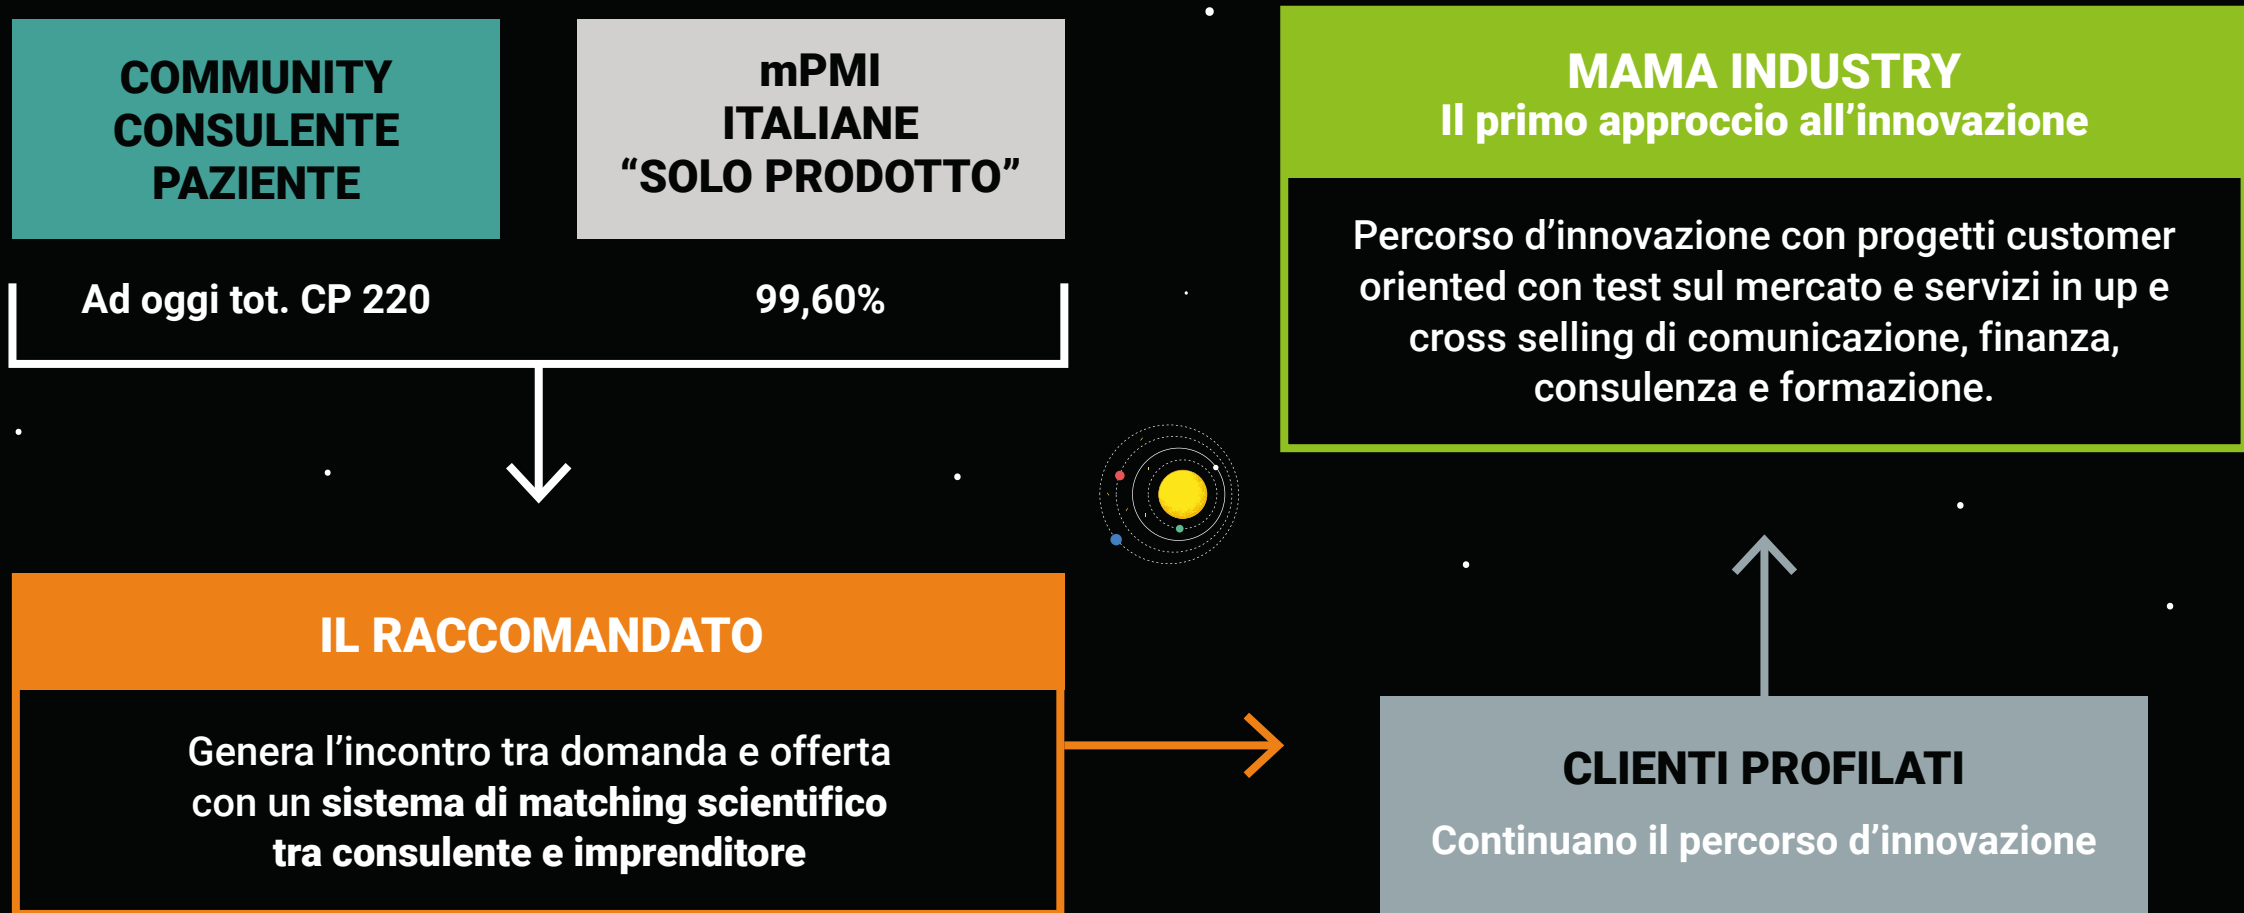 COMMUNITY
CONSULENTE
PAZIENTE
Ad oggi tot. CP 220
mPMI
ITALIANE
“SOLO PRODOTTO”
99,60%
IL RACCOMANDATO
Genera l’incontro tra domanda e offerta
con un sistema di matching scientifico
tra consulente e imprenditore
MAMA INDUSTRY
Il primo approccio all’innovazione
Percorso d’innovazione con progetti customer
oriented con test sul mercato e servizi in up e
cross selling di comunicazione, finanza,
consulenza e formazione.
CLIENTI PROFILATI
Continuano il percorso d’innovazione